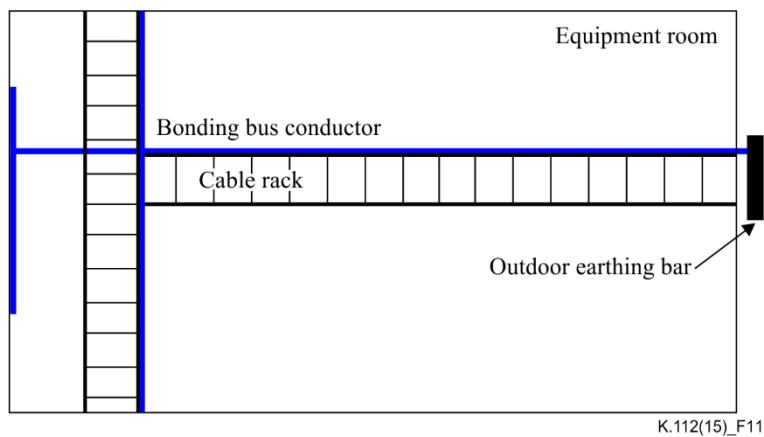 Equipment room
Bonding bus conductor
Cable rack
Outdoor earthing bar
K.112(15)_F11